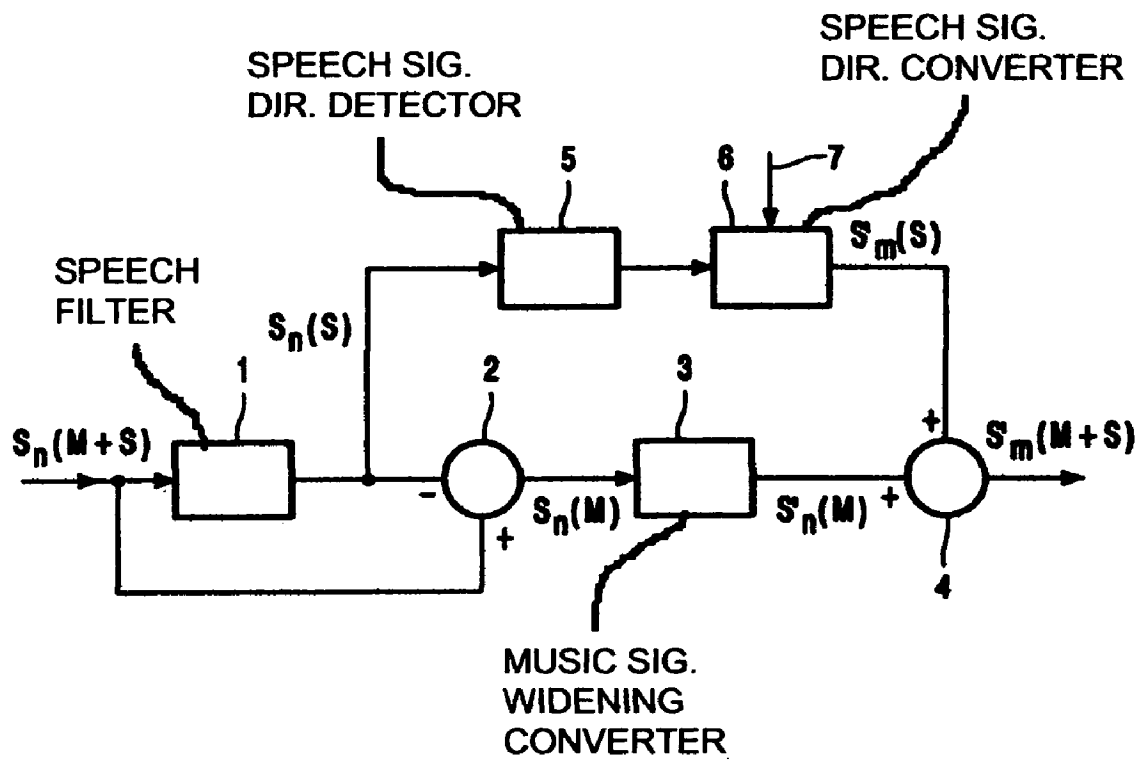 SPEECH SIG.
DIR. CONVERTER
SPEECH SIG.
DIR. DETECTOR
5
6
7
S'm(S)
SPEECH
FILTER
Sn(S)
1
2
3
+
Sn(M+S)
S'm(M+S)
-
+
Sn(M)
S'n(M)
+
4
MUSIC SIG.
WIDENING
CONVERTER